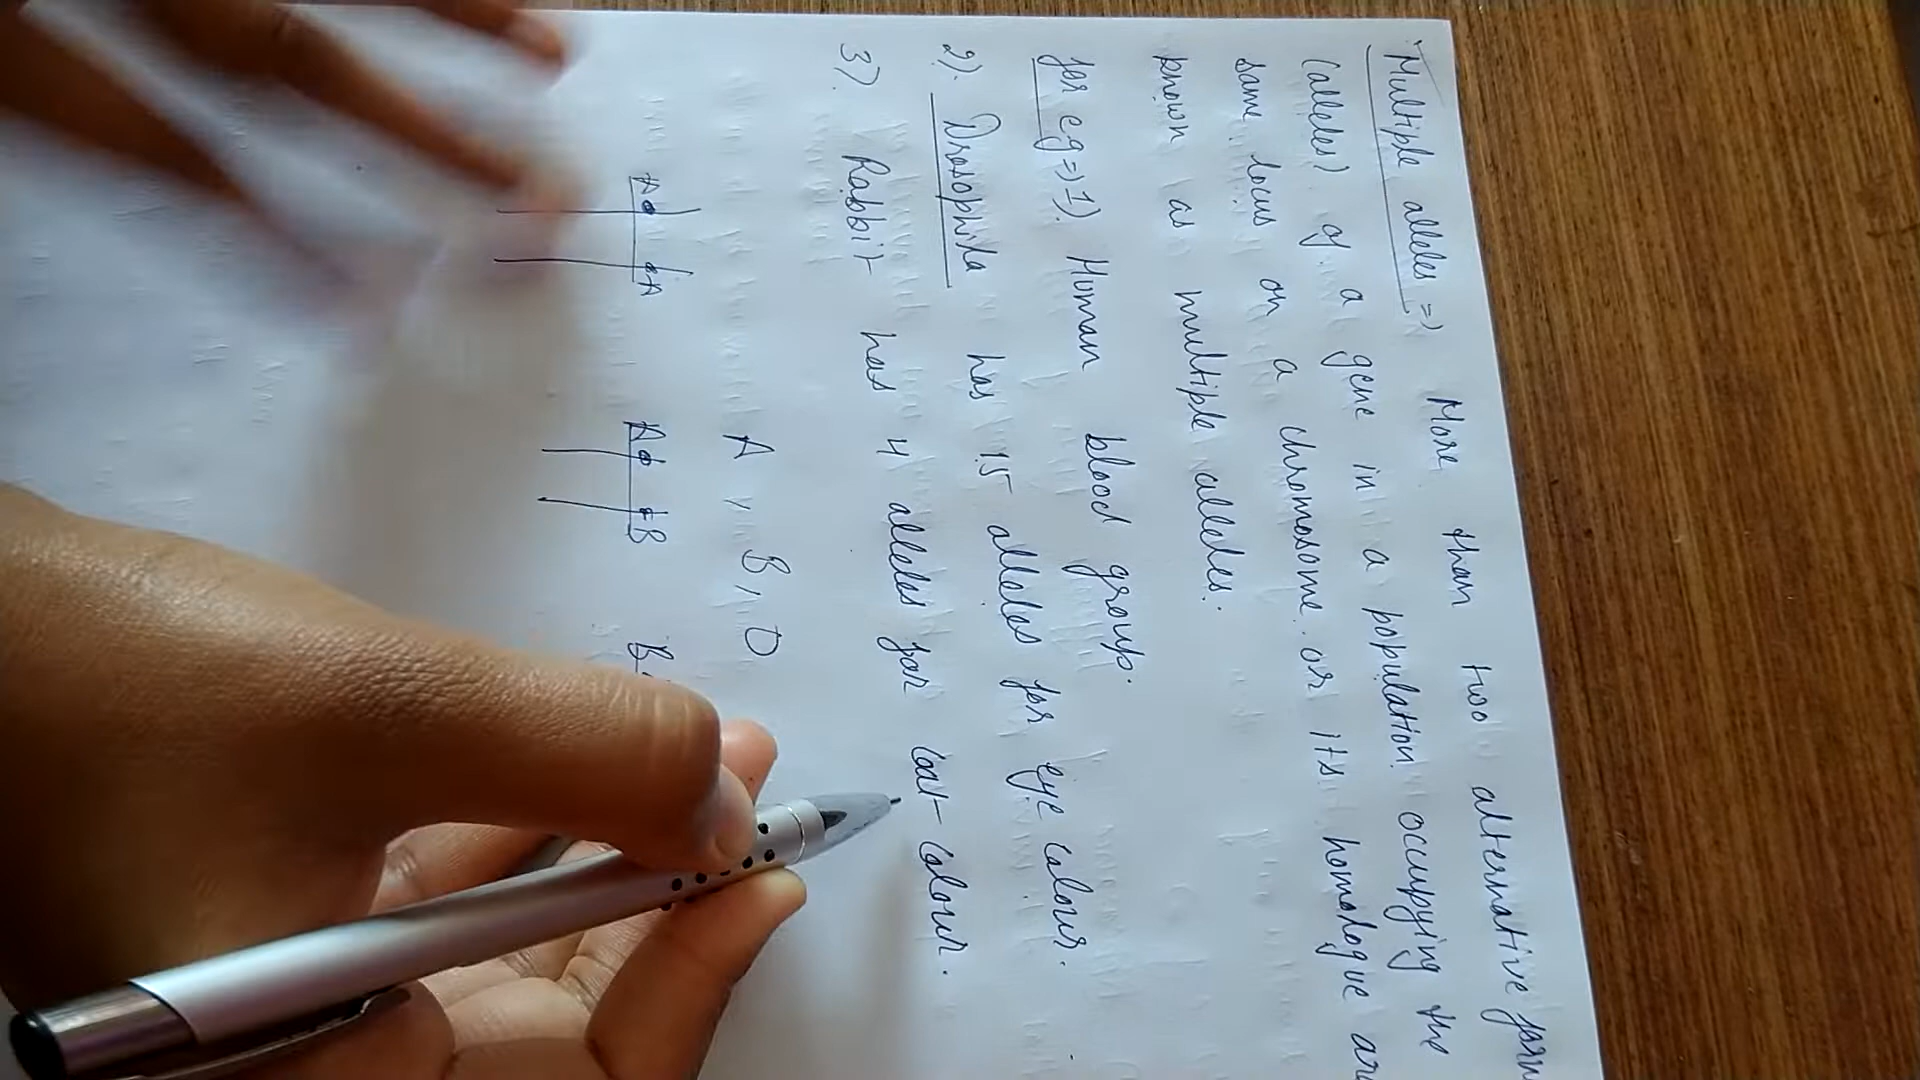 Multiple alleles => More than two alternative form
(alleles) of a gene in a population occupying the
same locus on a chromosome or its homologue are
known as multiple alleles.
for eg => 1). Human blood group.
2). Drosophila has 15 alleles for eye colour.
3) Rabbit has 4 alleles for coat colour.
A, B, O
A A A B B